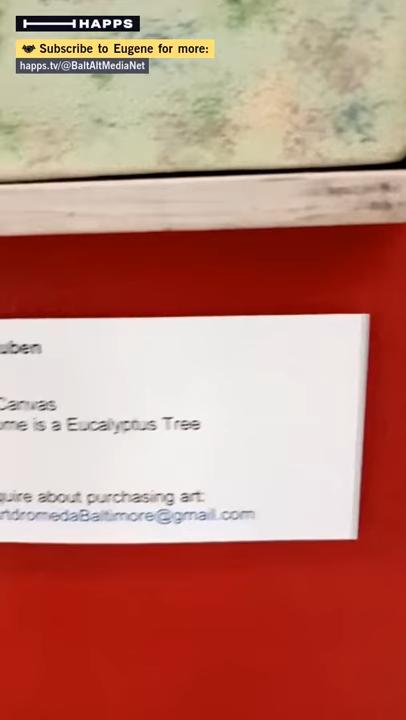 HAPPS
Subscribe to Eugene for more:
happs.tv/@BaltAltMediaNet
uben
Canvas
me is a Eucalyptus Tree
quire about purchasing art:
rtdromedaBaltimore@gmail.com